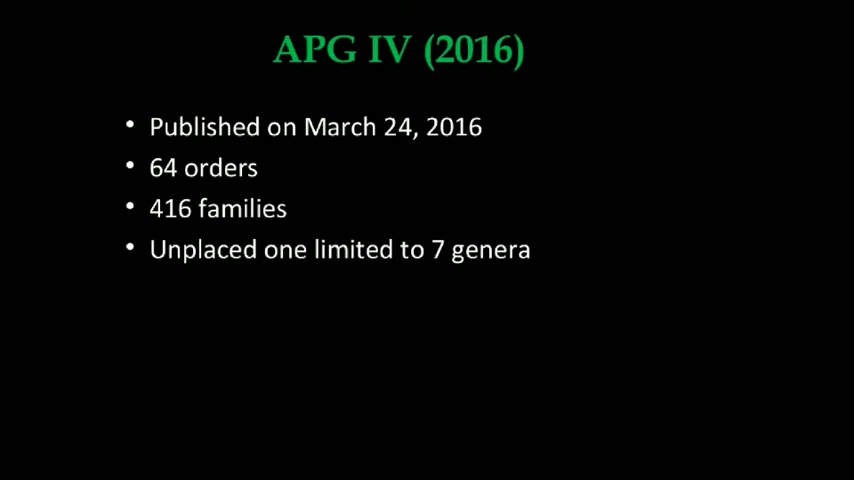 APG IV (2016)
• Published on March 24, 2016
• 64 orders
• 416 families
• Unplaced one limited to 7 genera